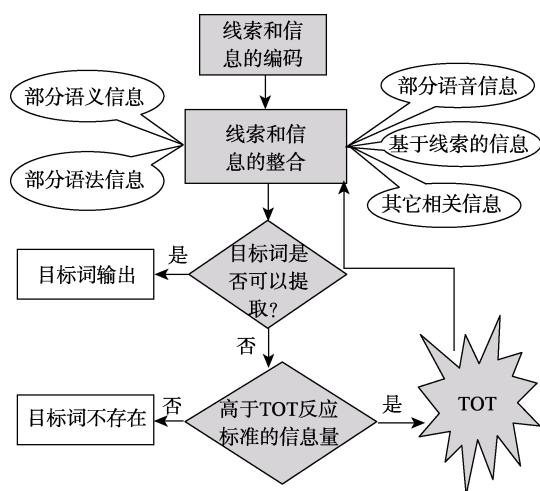 线索和信
息的编码
部分语义信息
部分语音信息
线索和信
息的整合
基于线索的信息
部分语法信息
其它相关信息
目标词输出
是
目标词是
否可以提
取?
否
目标词不存在
否
高于TOT反应
标准的信息量
是
TOT